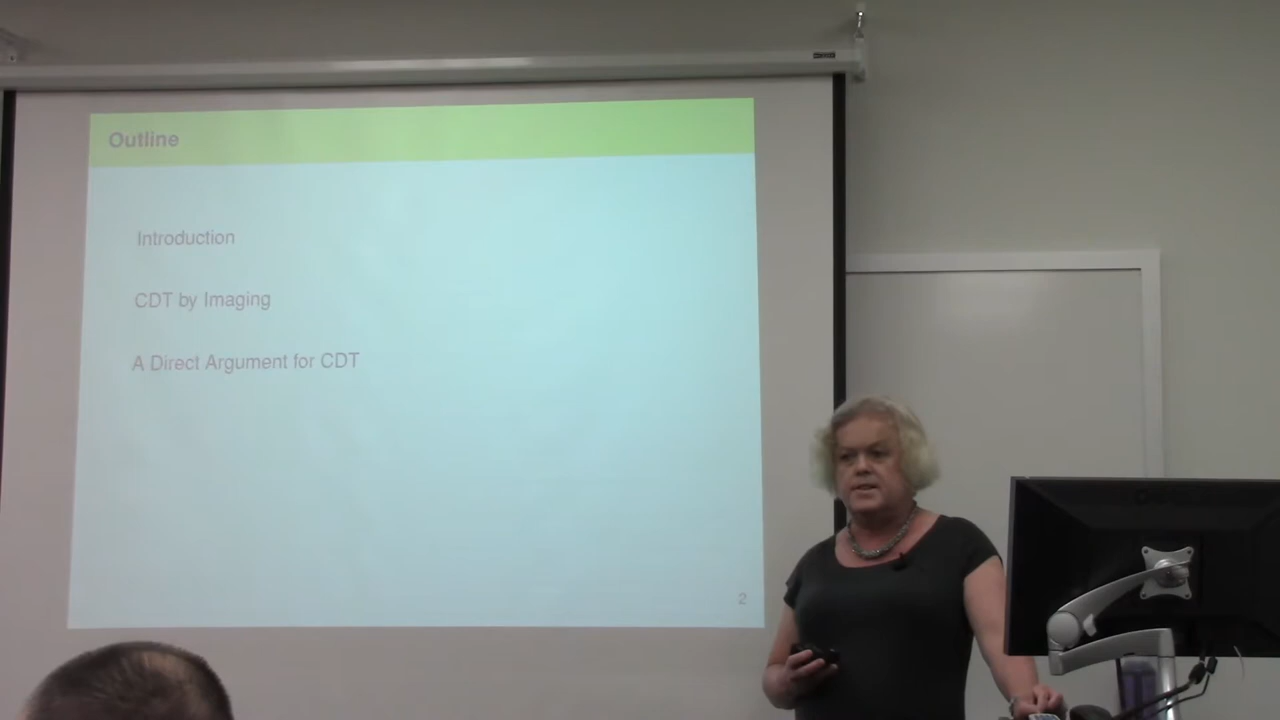 Outline
Introduction
CDT by Imaging
A Direct Argument for CDT
2